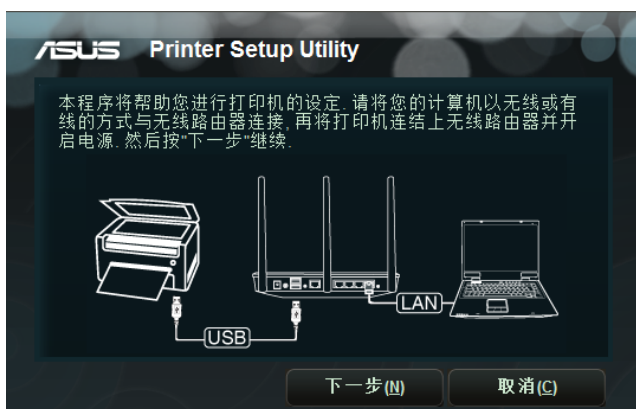 ASUS Printer Setup Utility
本程序将帮助您进行打印机的设定. 请将您的计算机以无线或有
线的方式与无线路由器连接,再将打印机连结上无线路由器并开
启电源. 然后按"下一步"继续.
LAN
USB
下一步(N)
取消(C)